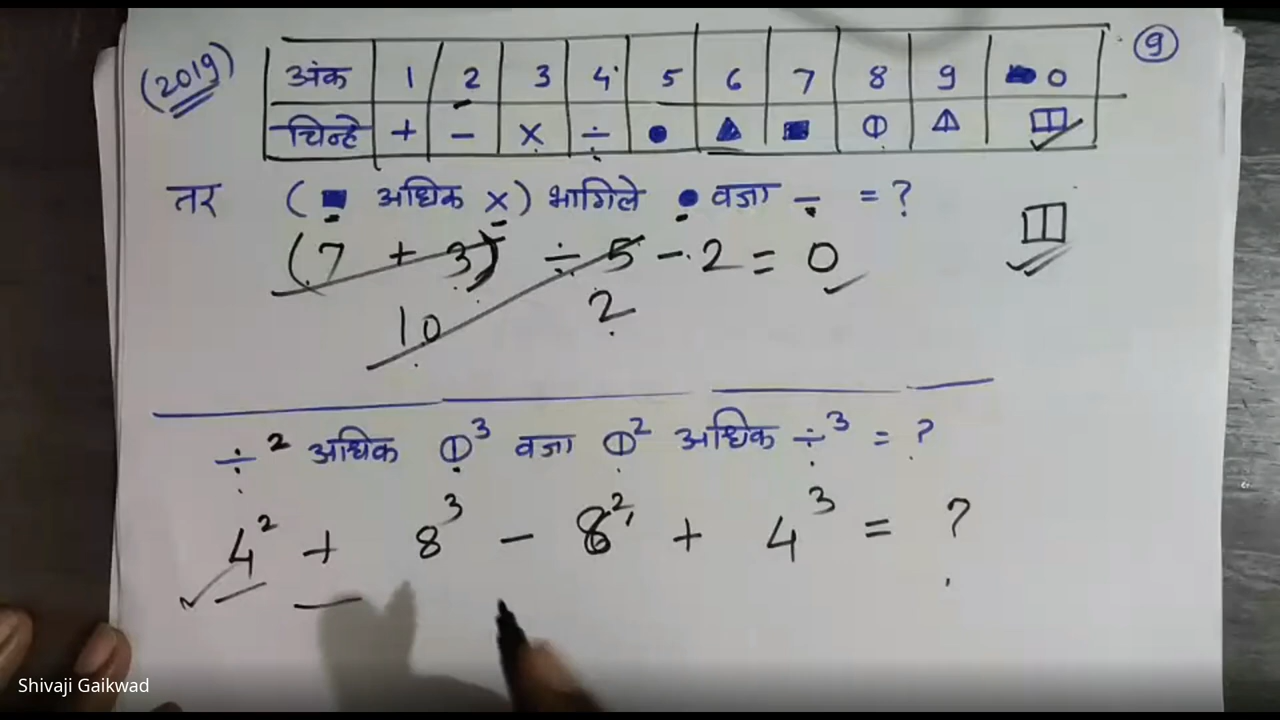 (2019) अंक 1 2 3 4 5 6 7 8 9 0 ⑨
चिन्हे + − × ÷ ● ▲ ■ ⏀ ◮ ◫
तर (■ अधिक ×) भागिले ● वजा − = ?
(7 + 3) ÷ 5 − 2 = 0 ◫
10 2
÷² अधिक ⏀³ वजा ⏀² अधिक ÷³ = ?
4² + 8³ − 8² + 4³ = ?
Shivaji Gaikwad